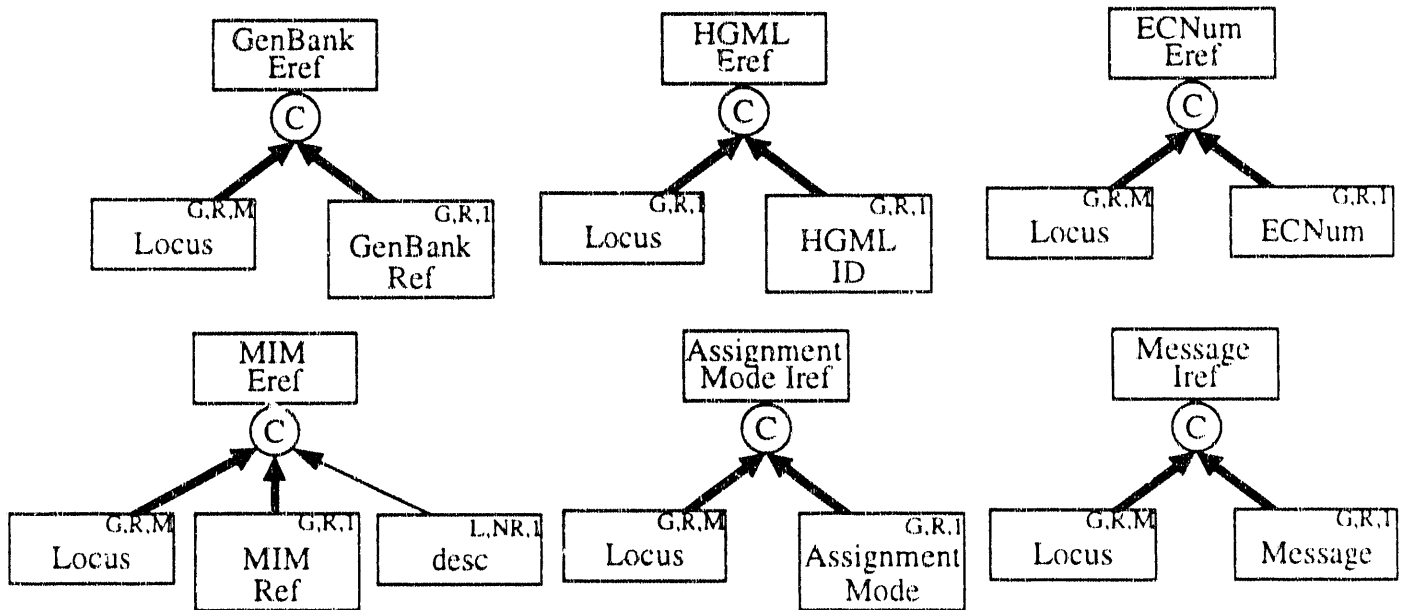 GenBank
Eref
C
G,R,M
Locus
G,R,1
GenBank
Ref
HGML
Eref
C
G,R,1
Locus
G,R,1
HGML
ID
ECNum
Eref
C
G,R,M
Locus
G,R,1
ECNum
MIM
Eref
C
G,R,M
Locus
G,R,1
MIM
Ref
L,NR,1
desc
Assignment
Mode Iref
C
G,R,M
Locus
G,R,1
Assignment
Mode
Message
Iref
C
G,R,M
Locus
G,R,1
Message